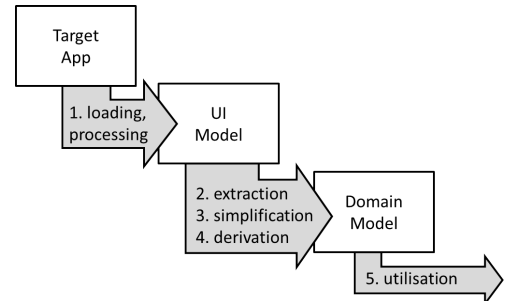 Target
App
1. loading,
processing
UI
Model
2. extraction
3. simplification
4. derivation
Domain
Model
5. utilisation